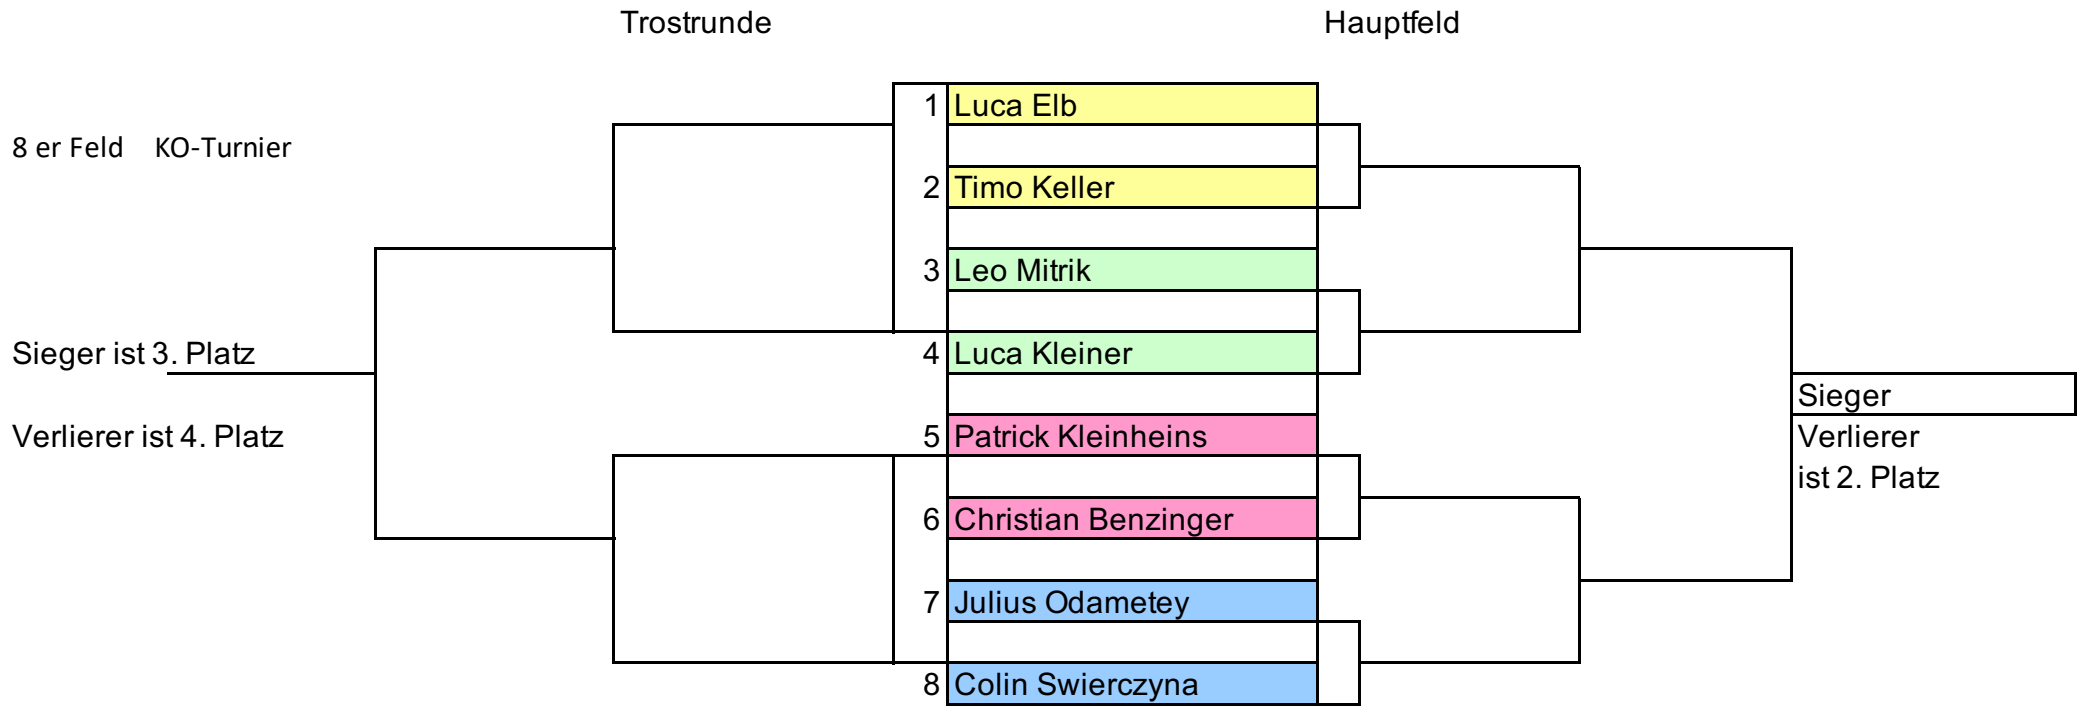 Trostrunde Hauptfeld
1 Luca Elb
8 er Feld KO-Turnier
2 Timo Keller
3 Leo Mitrik
Sieger ist 3. Platz 4 Luca Kleiner
Sieger
Verlierer ist 4. Platz 5 Patrick Kleinheins Verlierer
ist 2. Platz
6 Christian Benzinger
7 Julius Odametey
8 Colin Swierczyna